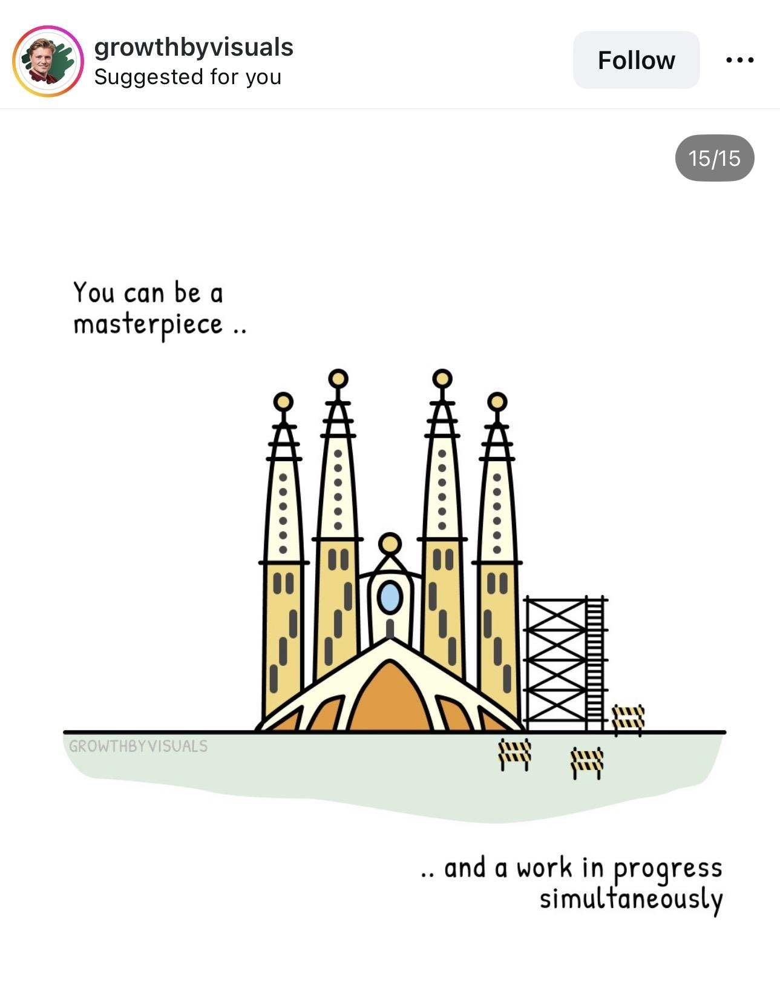 growthbyvisuals
Suggested for you
Follow
15/15
You can be a
masterpiece ..
GROWTHBYVISUALS
.. and a work in progress
simultaneously